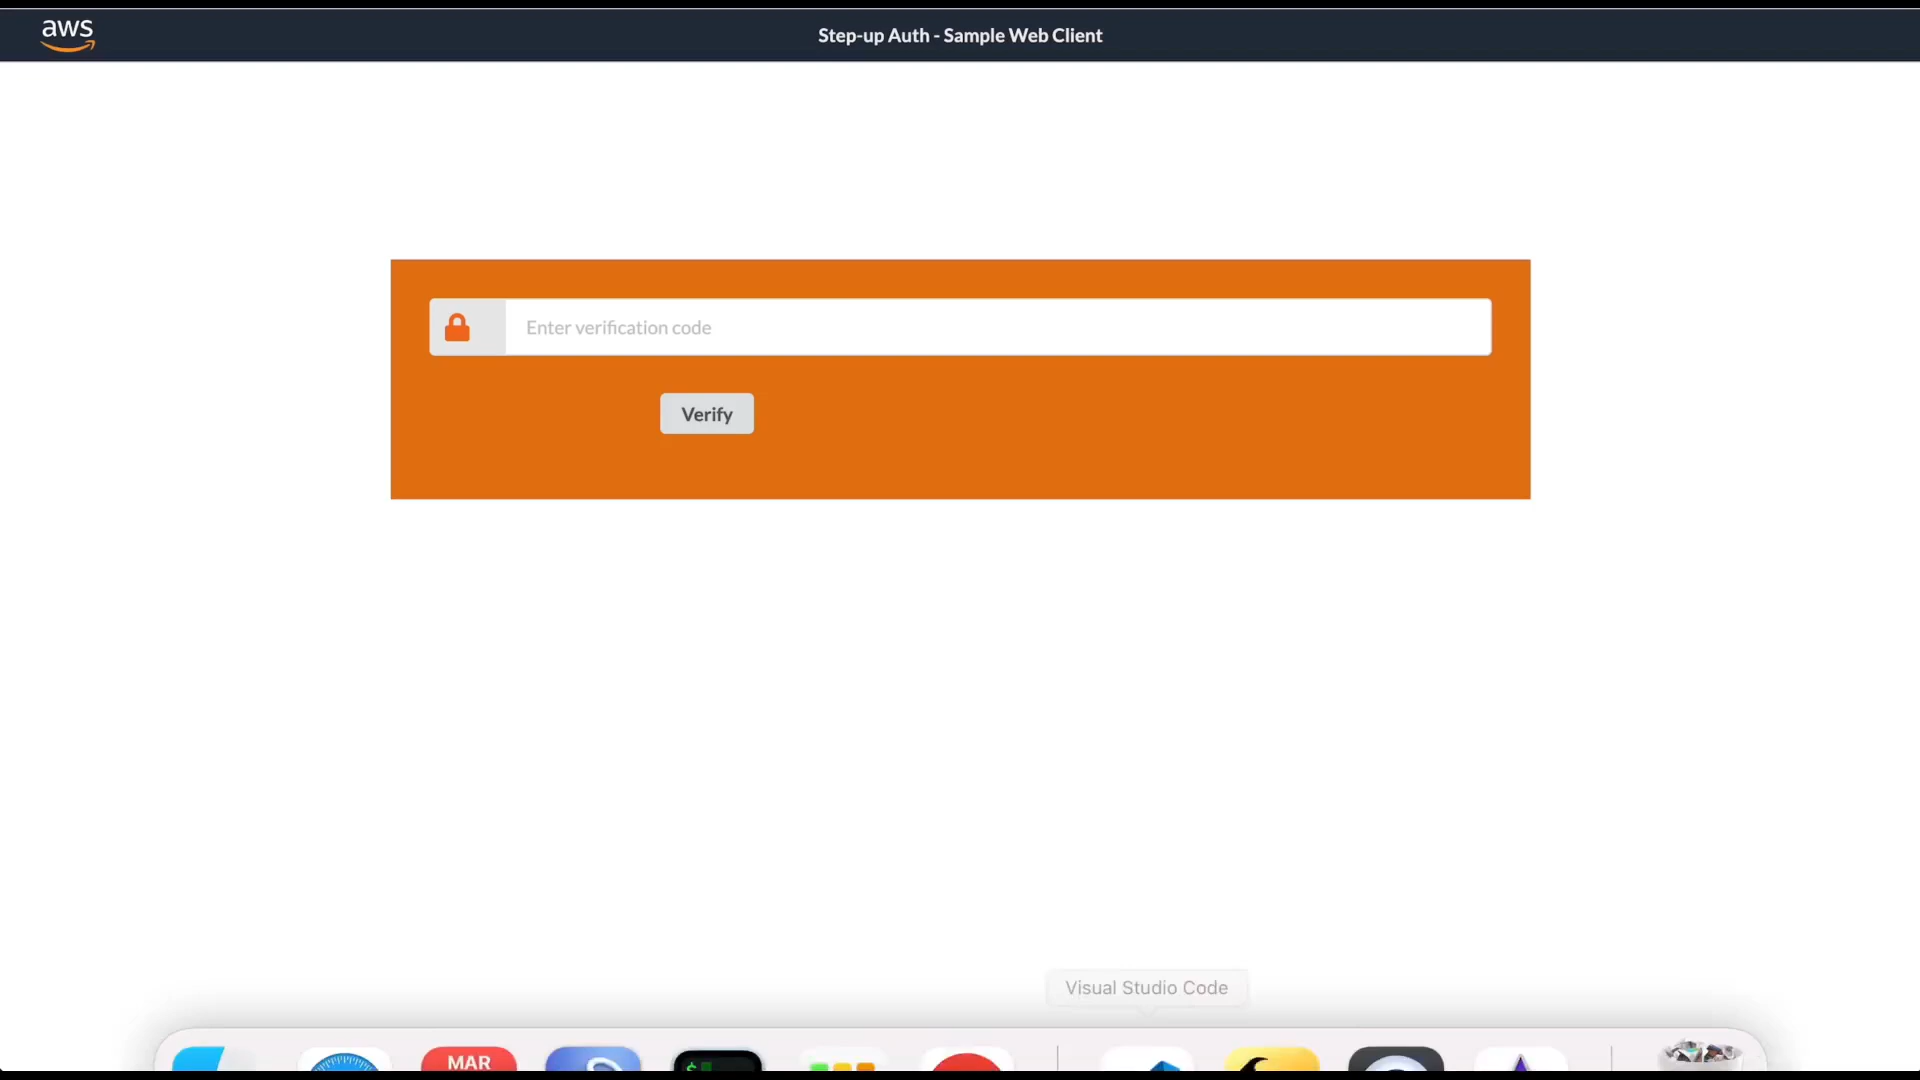 aws
Step-up Auth - Sample Web Client
Enter verification code
Verify
Visual Studio Code
MAR
$